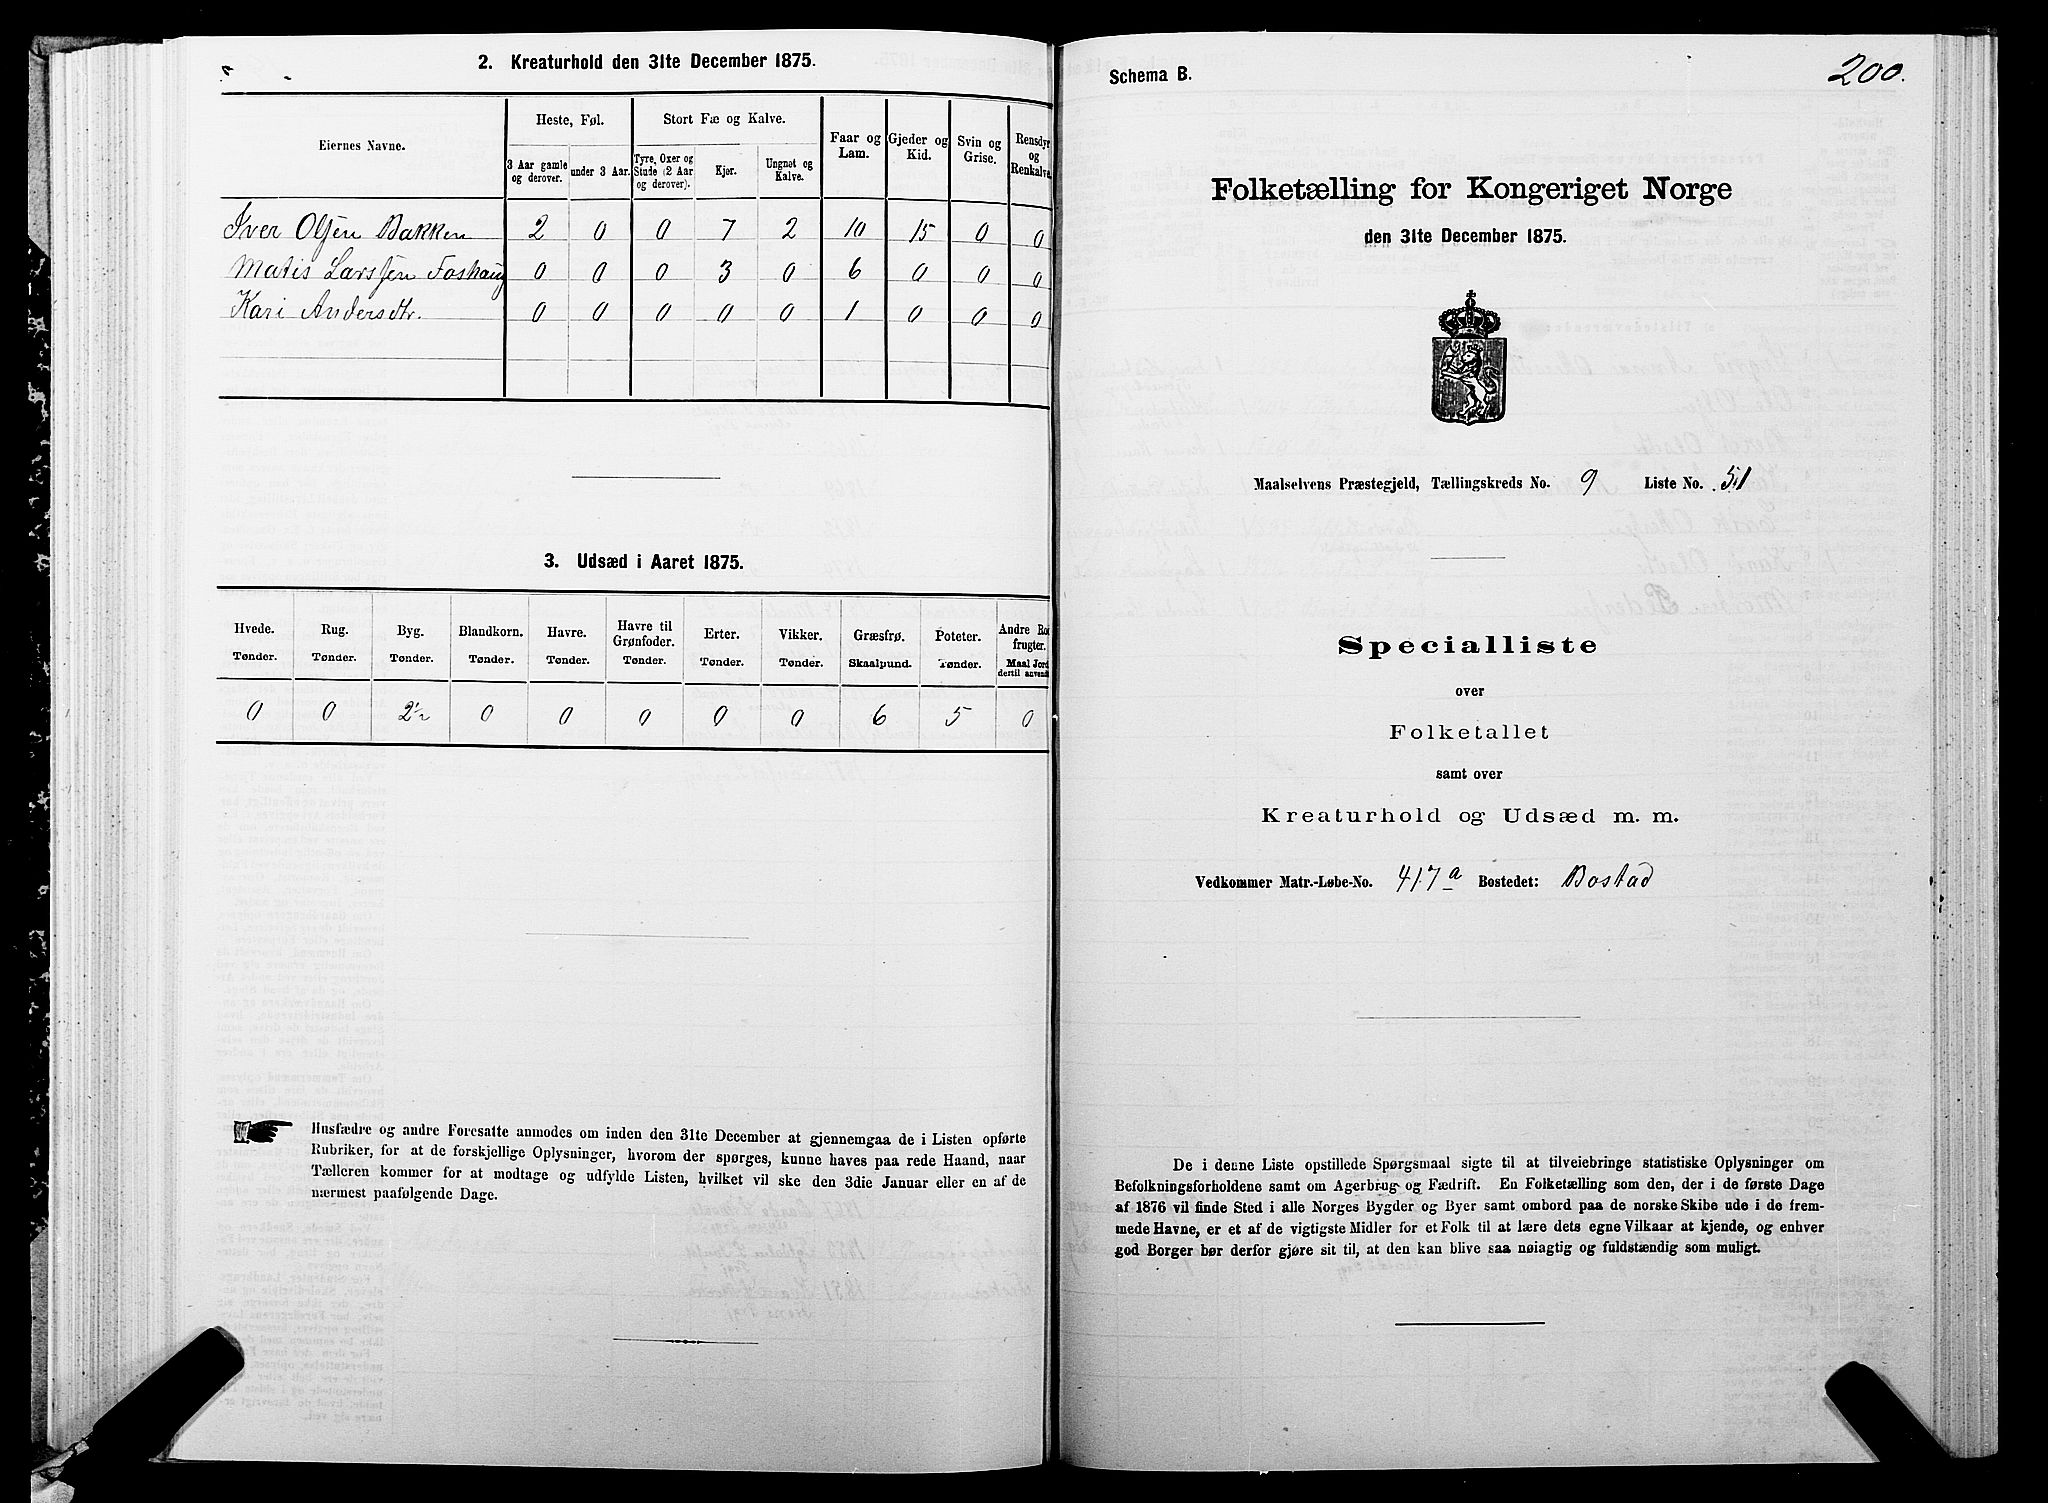 2. Kreaturhold den 31te December 1875.
Eiernes Navne.
Heste, Føl.
Stort Fæ og Kalve.
Faar og Lam.
Gjeder og Kid.
Svin og Grise.
Rensdyr og Renkalve.
3 Aar gamle og derover.
under 3 Aar.
Tyre, Oxer og Stude (2 Aar og derover).
Kjør.
Ungnøt og Kalve.
Iver Olsen Bakken 2 0 0 7 2 10 15 0 0
Matis Larssen Foshaug 0 0 0 3 0 6 0 0 0
Kari Andersdtr. 0 0 0 0 0 1 0 0 0
3. Udsæd i Aaret 1875.
Hvede. Rug. Byg. Blandkorn. Havre. Havre til Grønfoder. Erter. Vikker. Græsfrø. Poteter. Andre Rod frugter.
Tønder. Tønder. Tønder. Tønder. Tønder. Tønder. Tønder. Tønder. Skaalpund. Tønder. Maal Jord dertil anvendt
0 0 2½ 0 0 0 0 0 6 5 0
Husfædre og andre Foresatte anmodes om inden den 31te December at gjennemgaa de i Listen opførte
Rubriker, for at de forskjellige Oplysninger, hvorom der spørges, kunne haves paa rede Haand, naar
Tælleren kommer for at modtage og udfylde Listen, hvilket vil ske den 3die Januar eller en af de
nærmest paafølgende Dage.
Schema B.
200.
Folketælling for Kongeriget Norge
den 31te December 1875.
Maalselvens Præstegjeld, Tællingskreds No. 9 Liste No. 51
Specialliste
over
Folketallet
samt over
Kreaturhold og Udsæd m. m.
Vedkommer Matr.-Løbe-No. 417a Bostedet: Bostad
De i denne Liste opstillede Spørgsmaal sigte til at tilveiebringe statistiske Oplysninger om
Befolkningsforholdene samt om Agerbrug og Fædrift. En Folketælling som den, der i de første Dage
af 1876 vil finde Sted i alle Norges Bygder og Byer samt ombord paa de norske Skibe ude i de frem-
mede Havne, er et af de vigtigste Midler for et Folk til at lære dets egne Vilkaar at kjende, og enhver
god Borger bør derfor gjøre sit til, at den kan blive saa nøiagtig og fuldstændig som muligt.